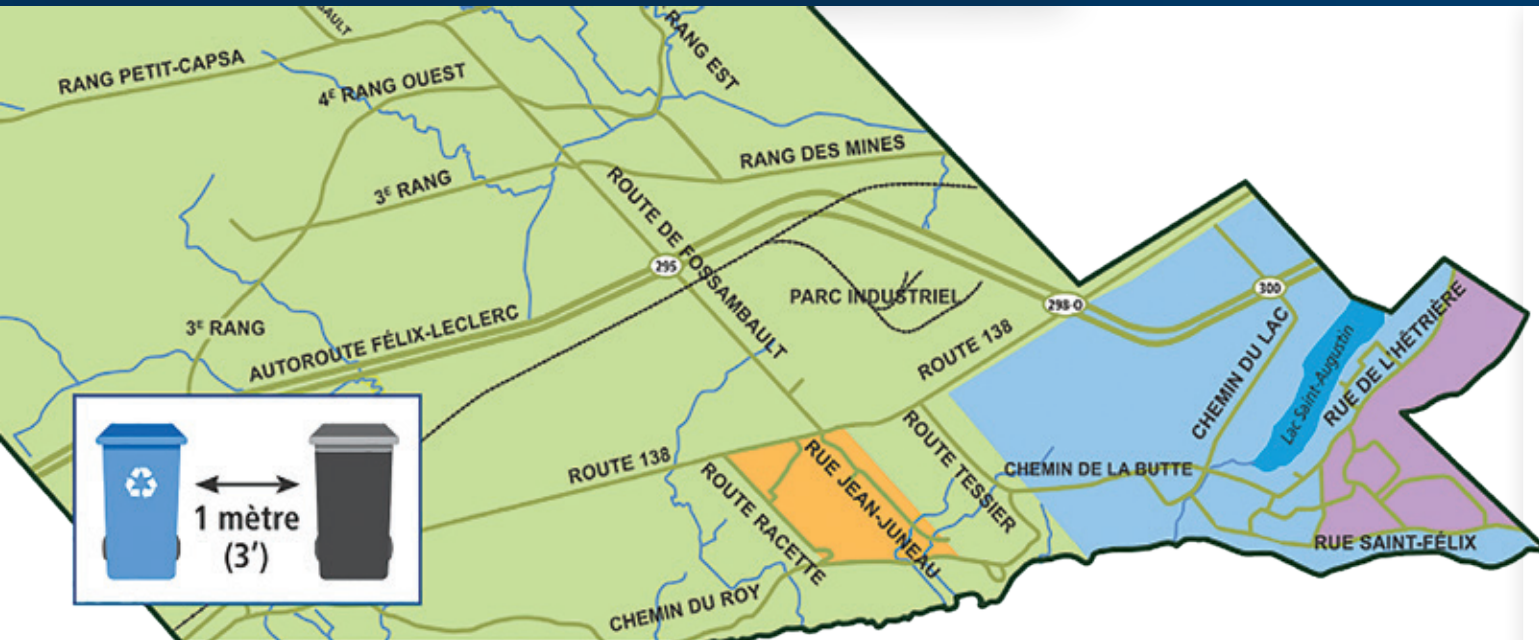 RANG PETIT-CAPSA
4E RANG OUEST
RANG EST
RANG DES MINES
3E RANG
ROUTE DE FOSSAMBAULT
295
PARC INDUSTRIEL
298-O
300
3E RANG
AUTOROUTE FÉLIX-LECLERC
ROUTE 138
CHEMIN DU LAC
Lac Saint-Augustin
RUE DE L'HÊTRIÈRE
ROUTE 138
ROUTE RACETTE
RUE JEAN-JUNEAU
ROUTE TESSIER
CHEMIN DE LA BUTTE
RUE SAINT-FÉLIX
CHEMIN DU ROY
1 mètre
(3')